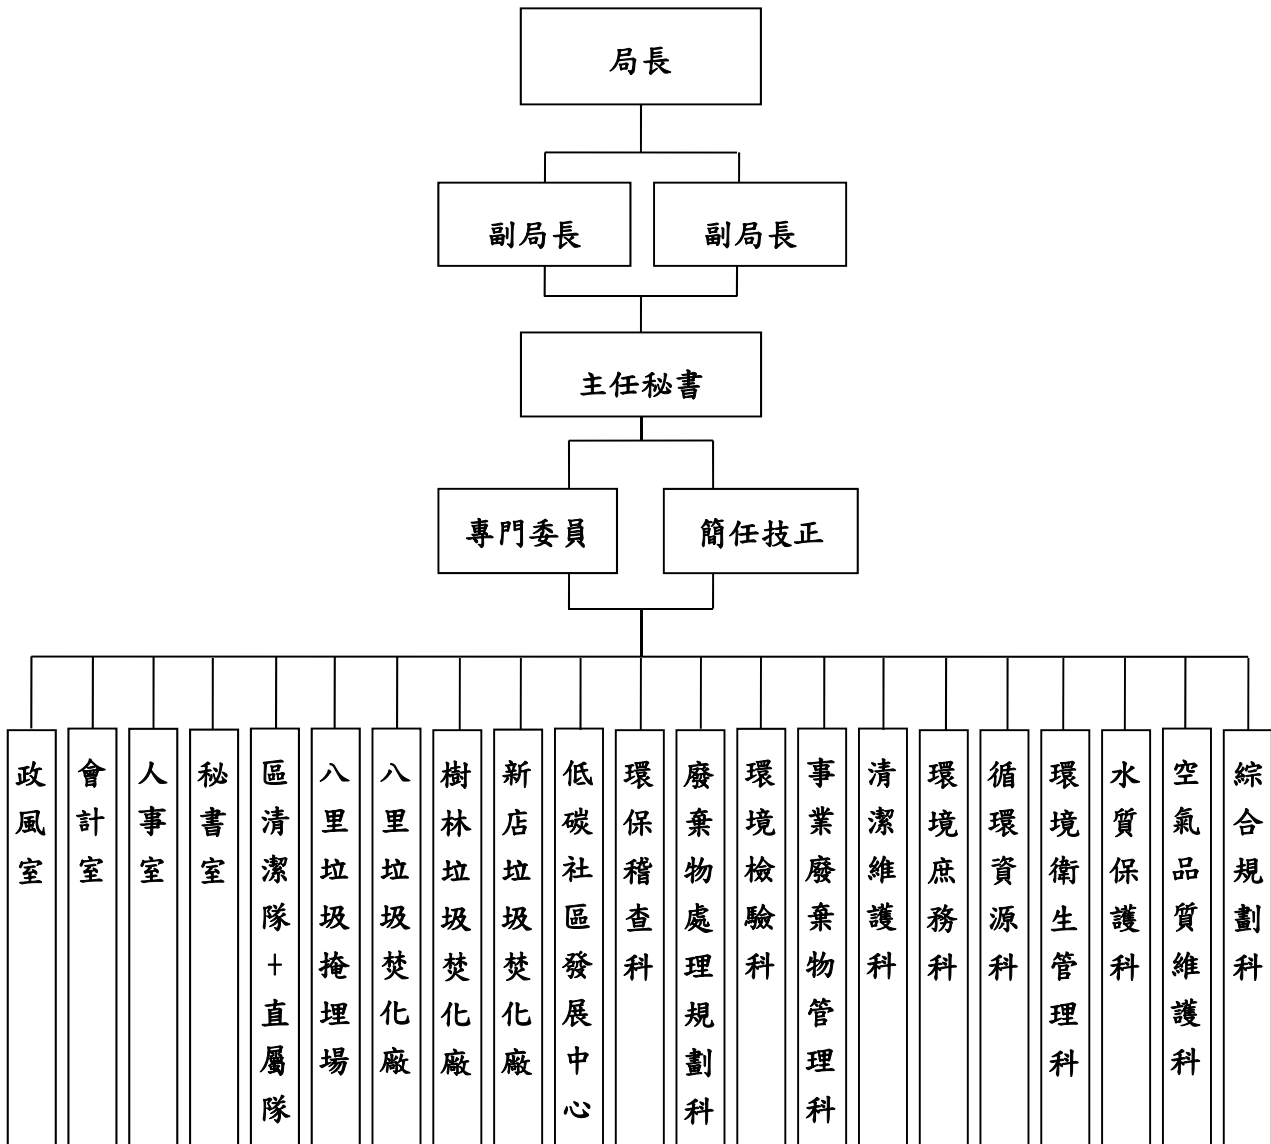 局長
副局長
副局長
主任秘書
專門委員
簡任技正
政風室
會計室
人事室
秘書室
區清潔隊+直屬隊
八里垃圾掩埋場
八里垃圾焚化廠
樹林垃圾焚化廠
新店垃圾焚化廠
低碳社區發展中心
環保稽查科
廢棄物處理規劃科
環境檢驗科
事業廢棄物管理科
清潔維護科
環境庶務科
循環資源科
環境衛生管理科
水質保護科
空氣品質維護科
綜合規劃科